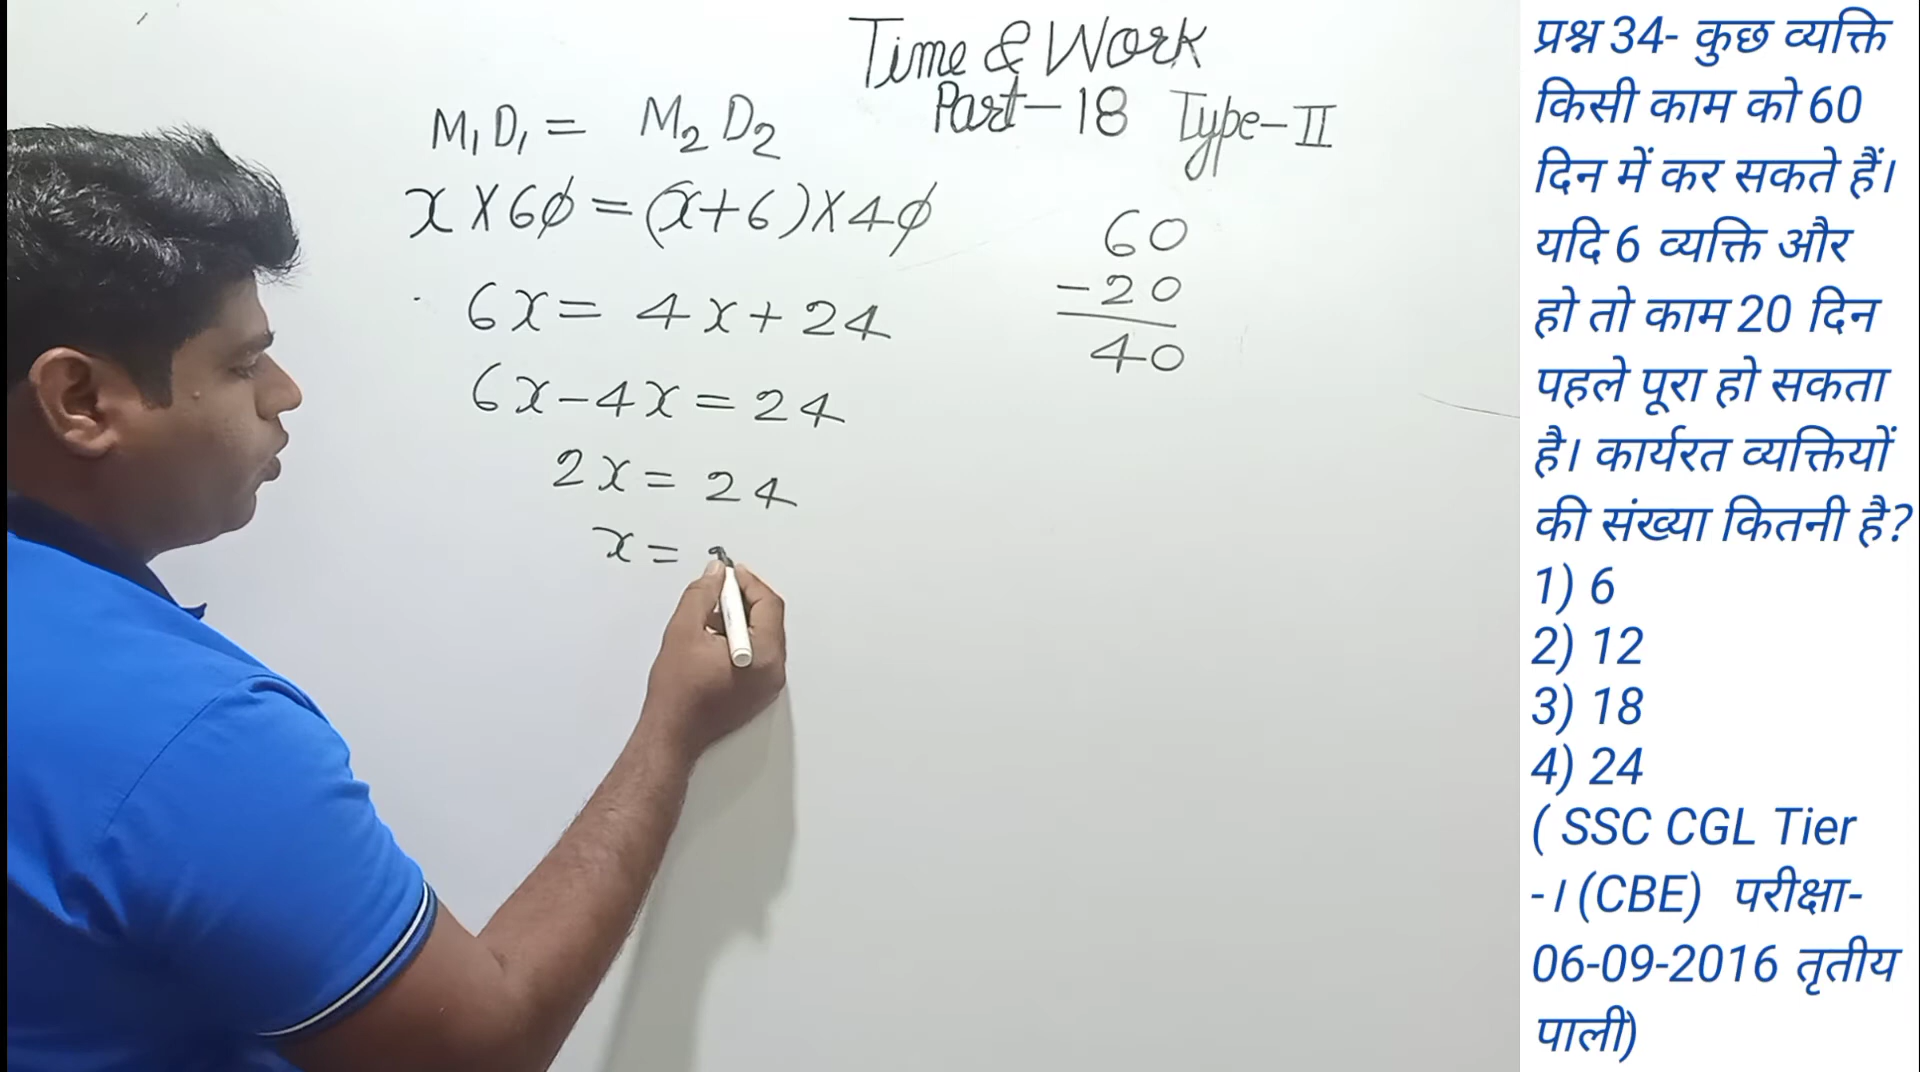 Time & Work
Part-18 Type-II
M₁D₁ = M₂D₂
x X 60 = (x+6) X 40
6x = 4x + 24
6x-4x = 24
2x = 24
x =
60
-20
40
प्रश्न 34- कुछ व्यक्ति
किसी काम को 60
दिन में कर सकते हैं।
यदि 6 व्यक्ति और
हो तो काम 20 दिन
पहले पूरा हो सकता
है। कार्यरत व्यक्तियों
की संख्या कितनी है?
1) 6
2) 12
3) 18
4) 24
( SSC CGL Tier
-I (CBE) परीक्षा-
06-09-2016 तृतीय
पाली)